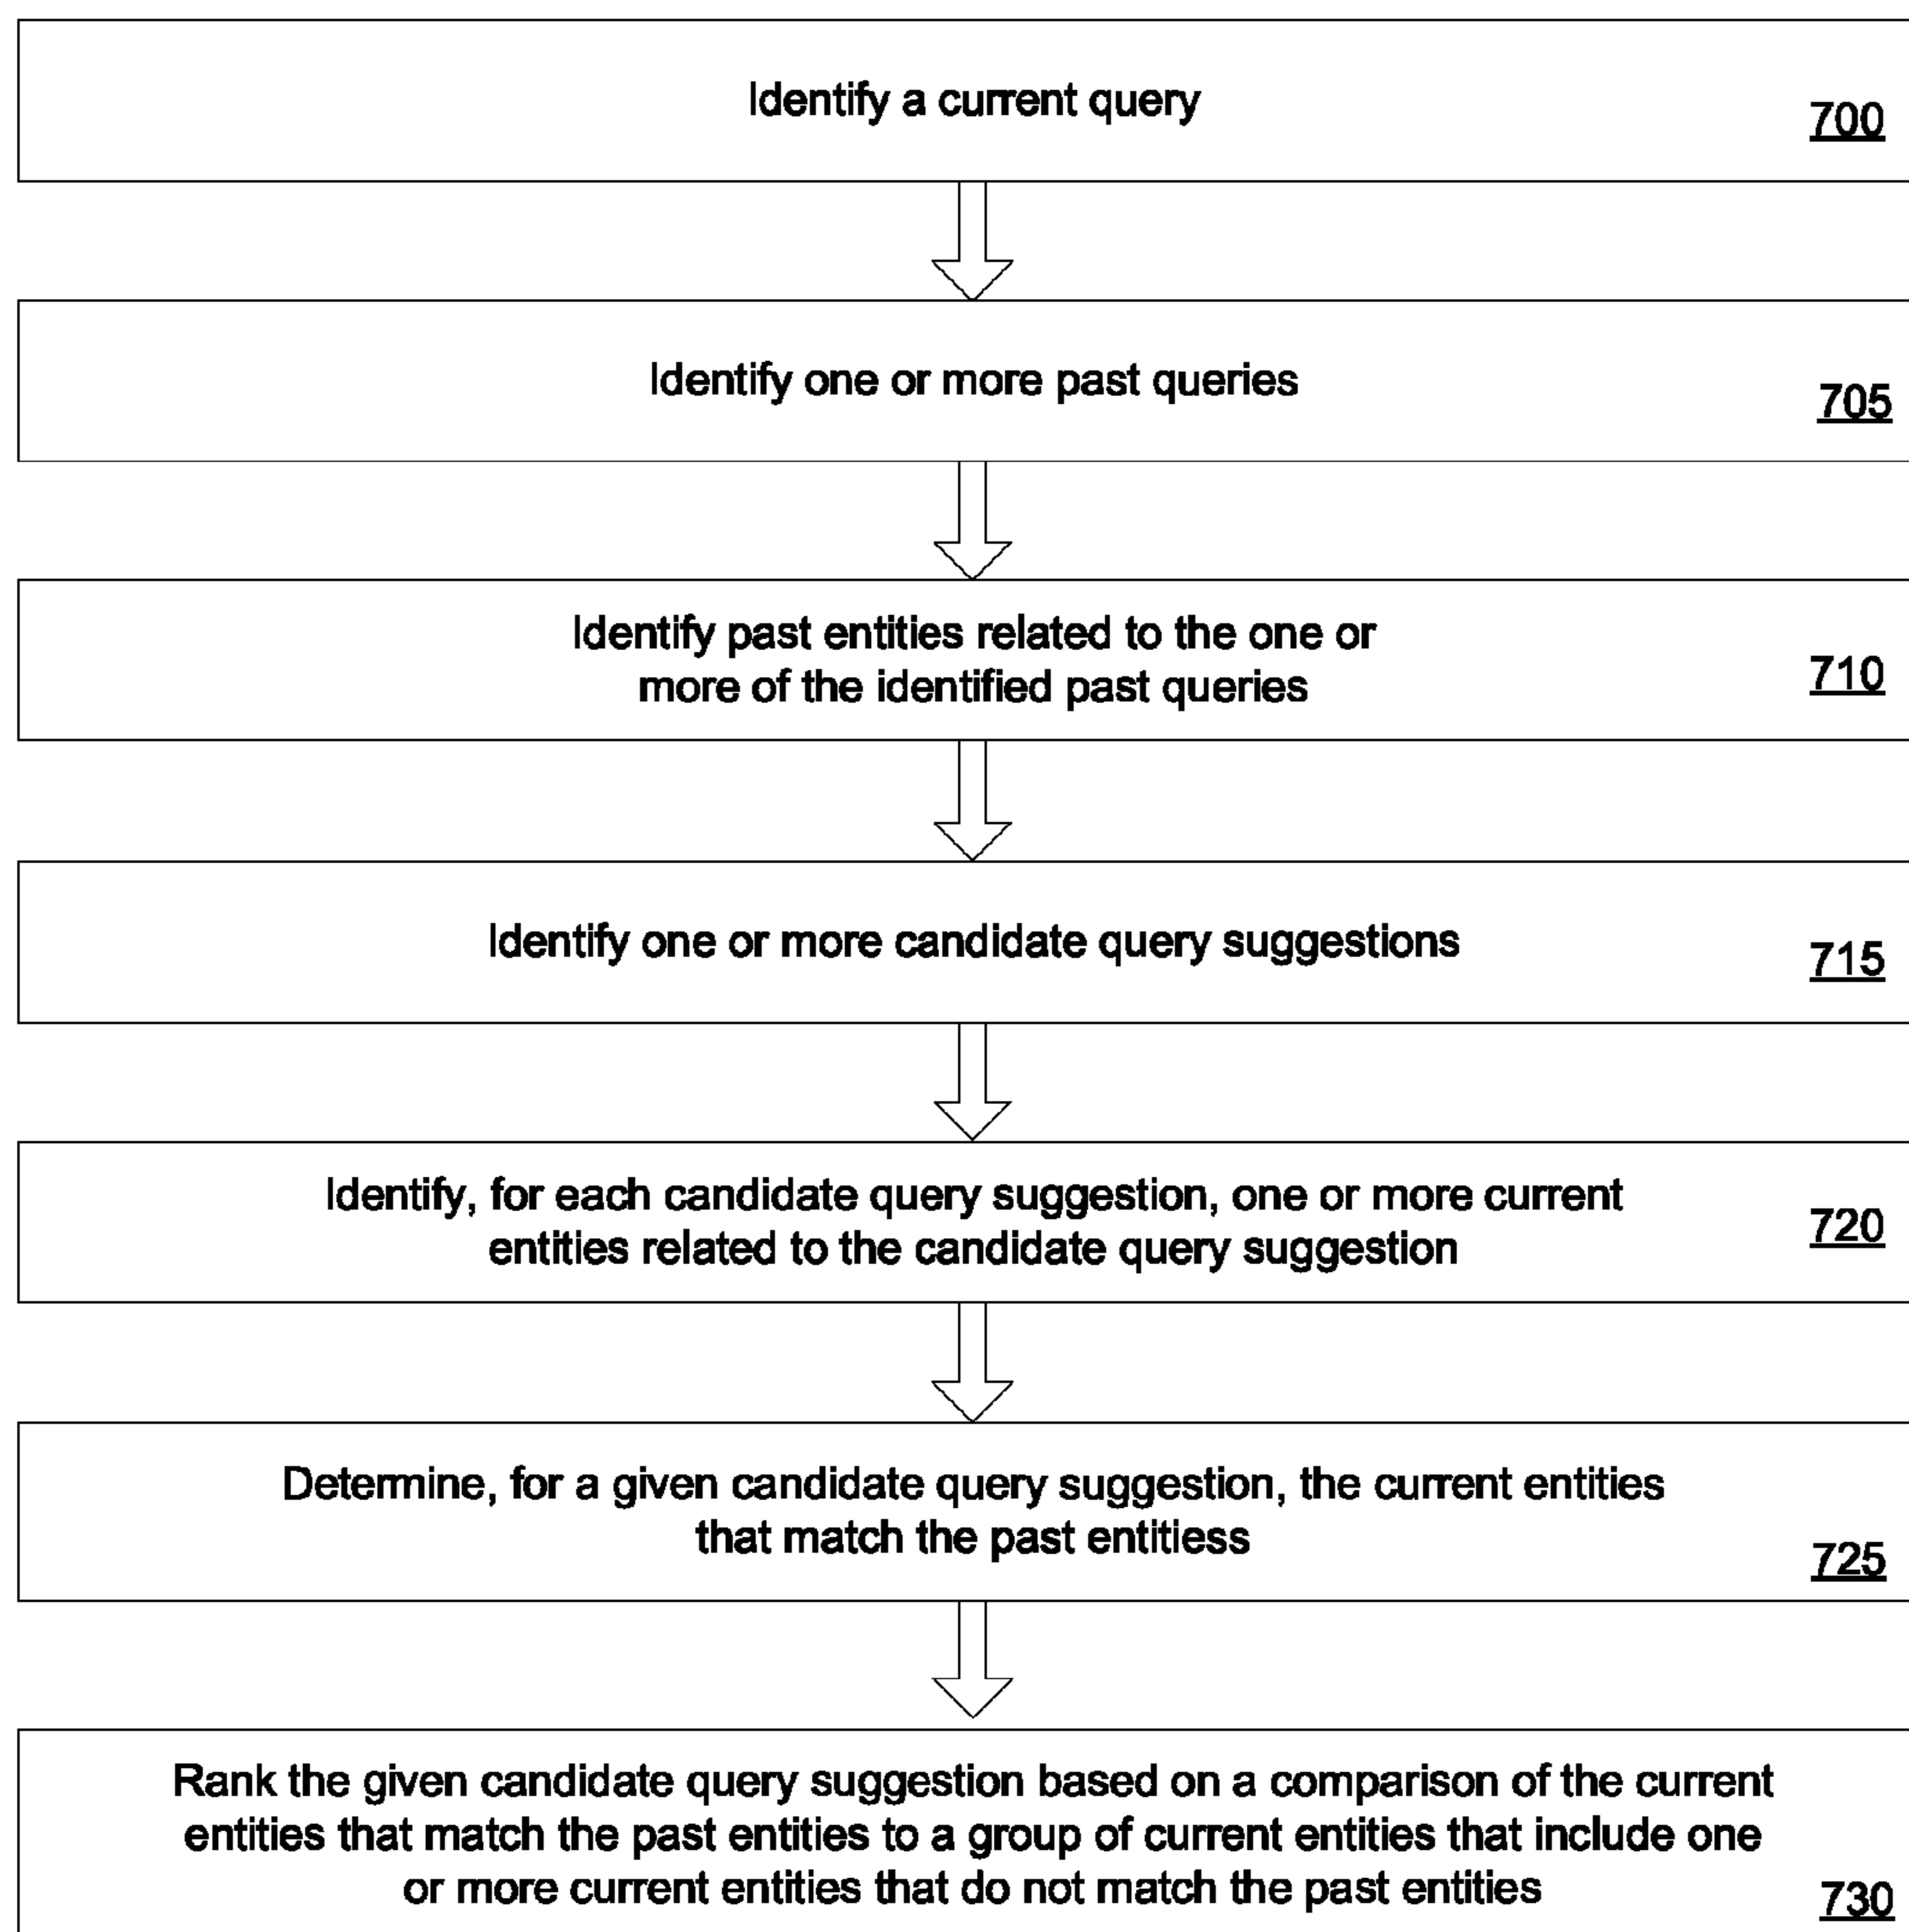 Identify a current query
700
Identify one or more past queries
705
Identify past entities related to the one or
more of the identified past queries
710
Identify one or more candidate query suggestions
715
Identify, for each candidate query suggestion, one or more current
entities related to the candidate query suggestion
720
Determine, for a given candidate query suggestion, the current entities
that match the past entitiess
725
Rank the given candidate query suggestion based on a comparison of the current
entities that match the past entities to a group of current entities that include one
or more current entities that do not match the past entities
730